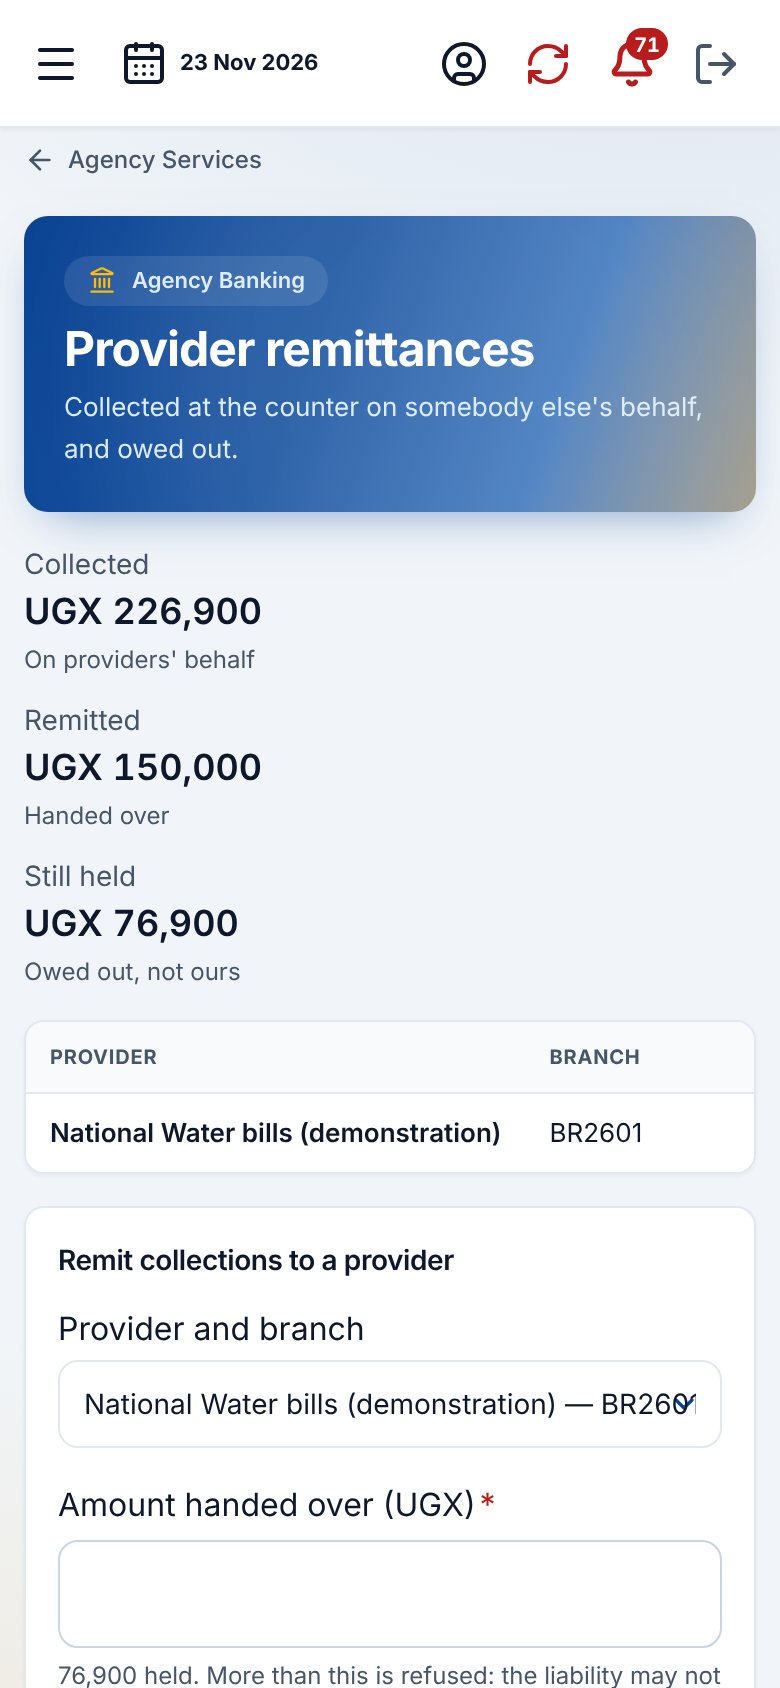 23 Nov 2026
71
Agency Services
Agency Banking
Provider remittances
Collected at the counter on somebody else's behalf,
and owed out.
Collected
UGX 226,900
On providers' behalf
Remitted
UGX 150,000
Handed over
Still held
UGX 76,900
Owed out, not ours
PROVIDER BRANCH
National Water bills (demonstration) BR2601
Remit collections to a provider
Provider and branch
National Water bills (demonstration) — BR2601
Amount handed over (UGX) *
76,900 held. More than this is refused: the liability may not